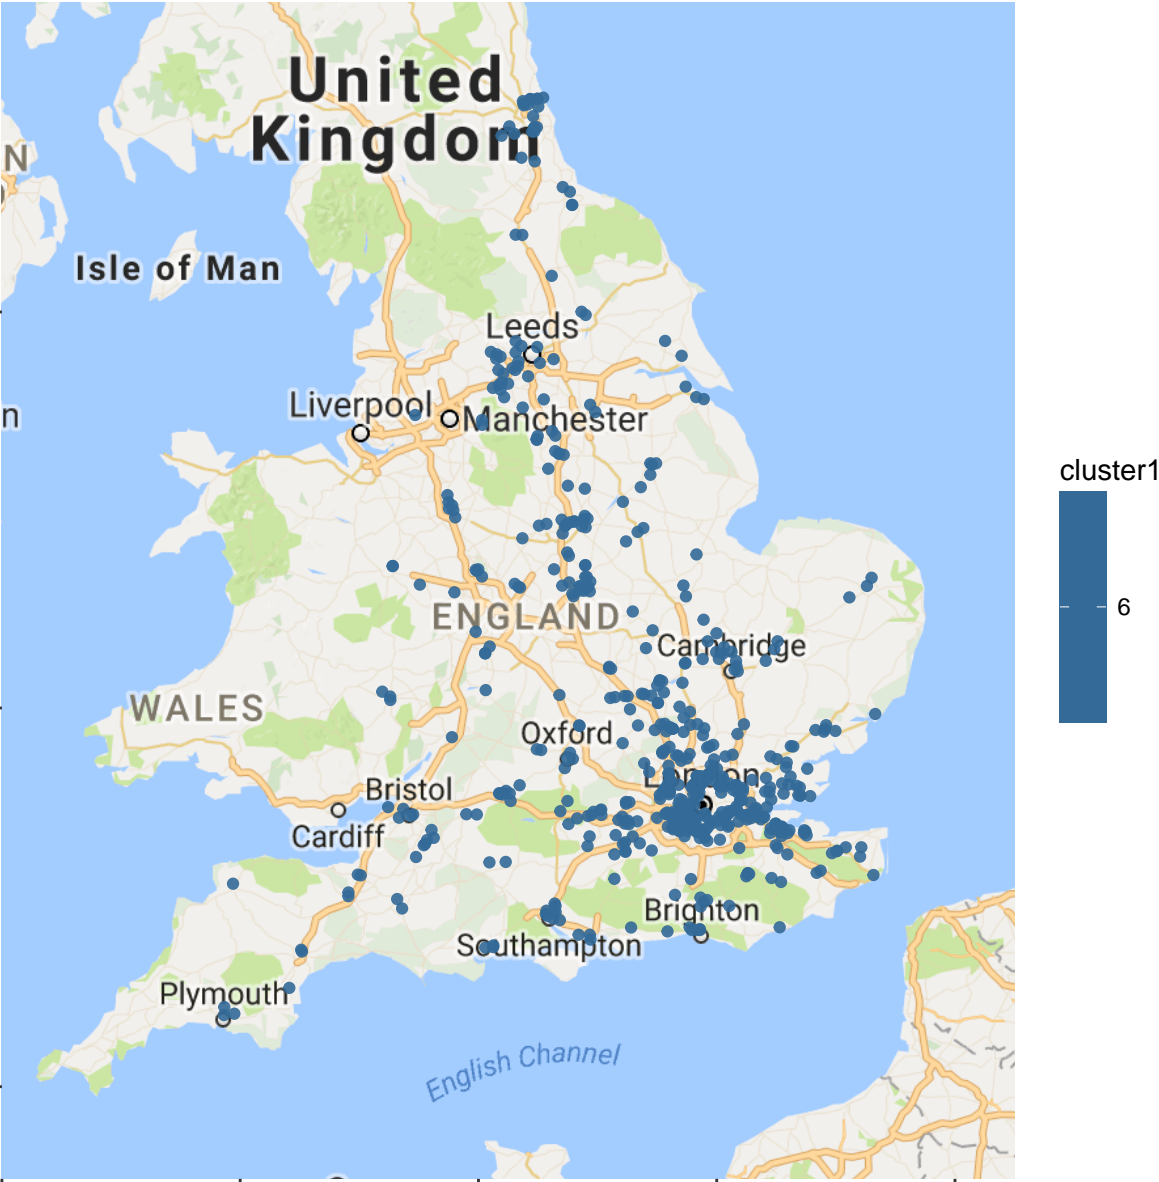 United
Kingdom
N
Isle of Man
Leeds
Liverpool
Manchester
n
ENGLAND
Cambridge
WALES
Oxford
London
Bristol
Cardiff
Brighton
Southampton
Plymouth
English Channel
cluster1
6